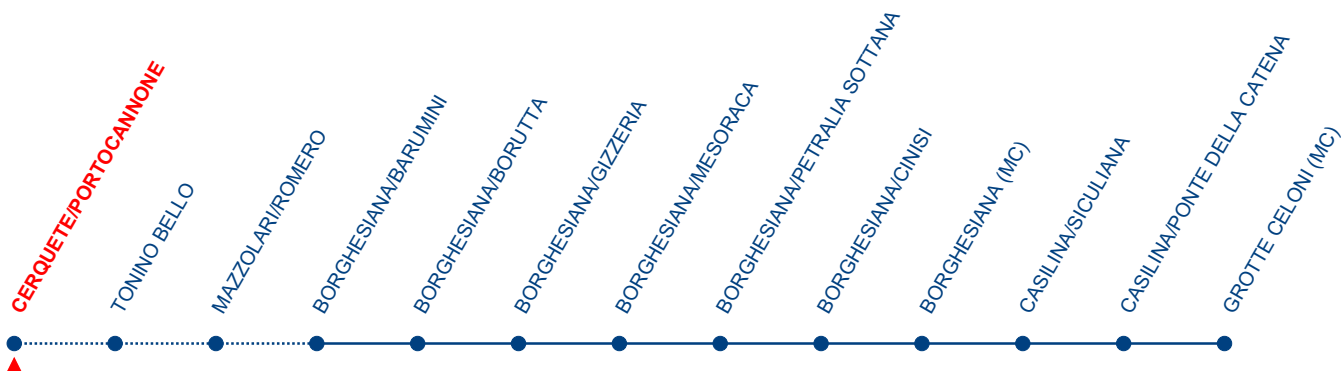 CERQUETE/PORTOCANNONE
TONINO BELLO
MAZZOLARI/ROMERO
BORGHESIANA/BARUMINI
BORGHESIANA/BORUTTA
BORGHESIANA/GIZZERIA
BORGHESIANA/MESORACA
BORGHESIANA/PETRALIA SOTTANA
BORGHESIANA/CINISI
BORGHESIANA (MC)
CASILINA/SICULIANA
CASILINA/PONTE DELLA CATENA
GROTTE CELONI (MC)